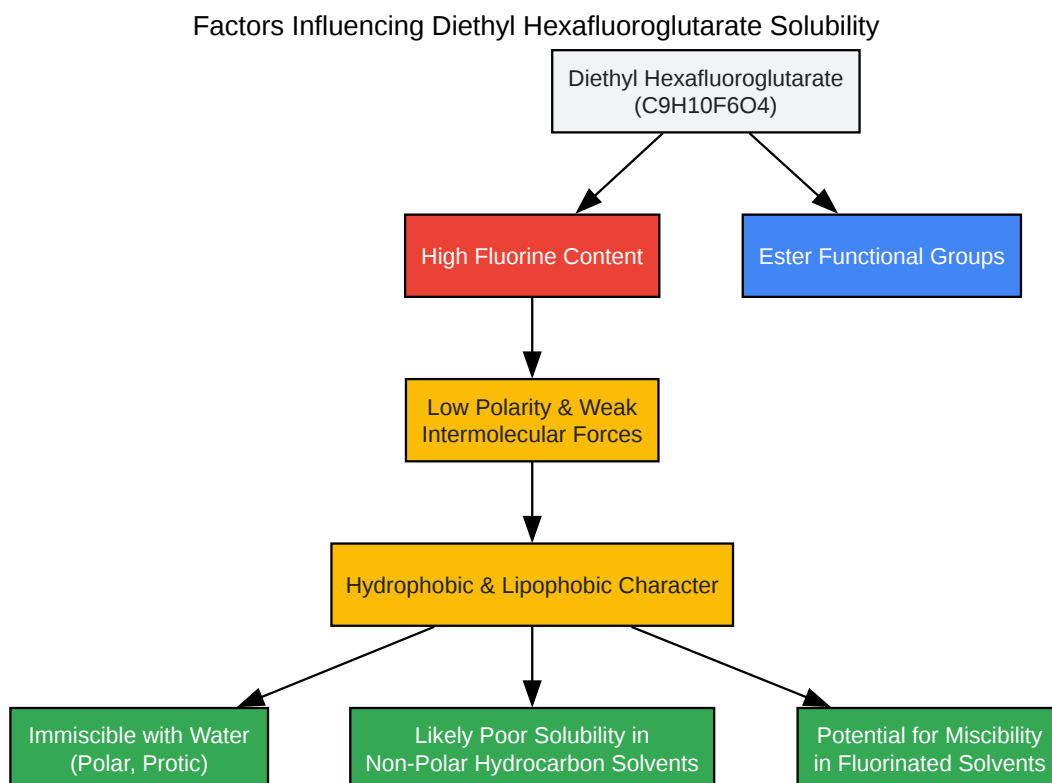 Factors Influencing Diethyl Hexafluoroglutarate Solubility
Diethyl Hexafluoroglutarate
(C9H10F6O4)
High Fluorine Content
Ester Functional Groups
Low Polarity & Weak
Intermolecular Forces
Hydrophobic & Lipophobic Character
Immiscible with Water
(Polar, Protic)
Likely Poor Solubility in
Non-Polar Hydrocarbon Solvents
Potential for Miscibility
in Fluorinated Solvents